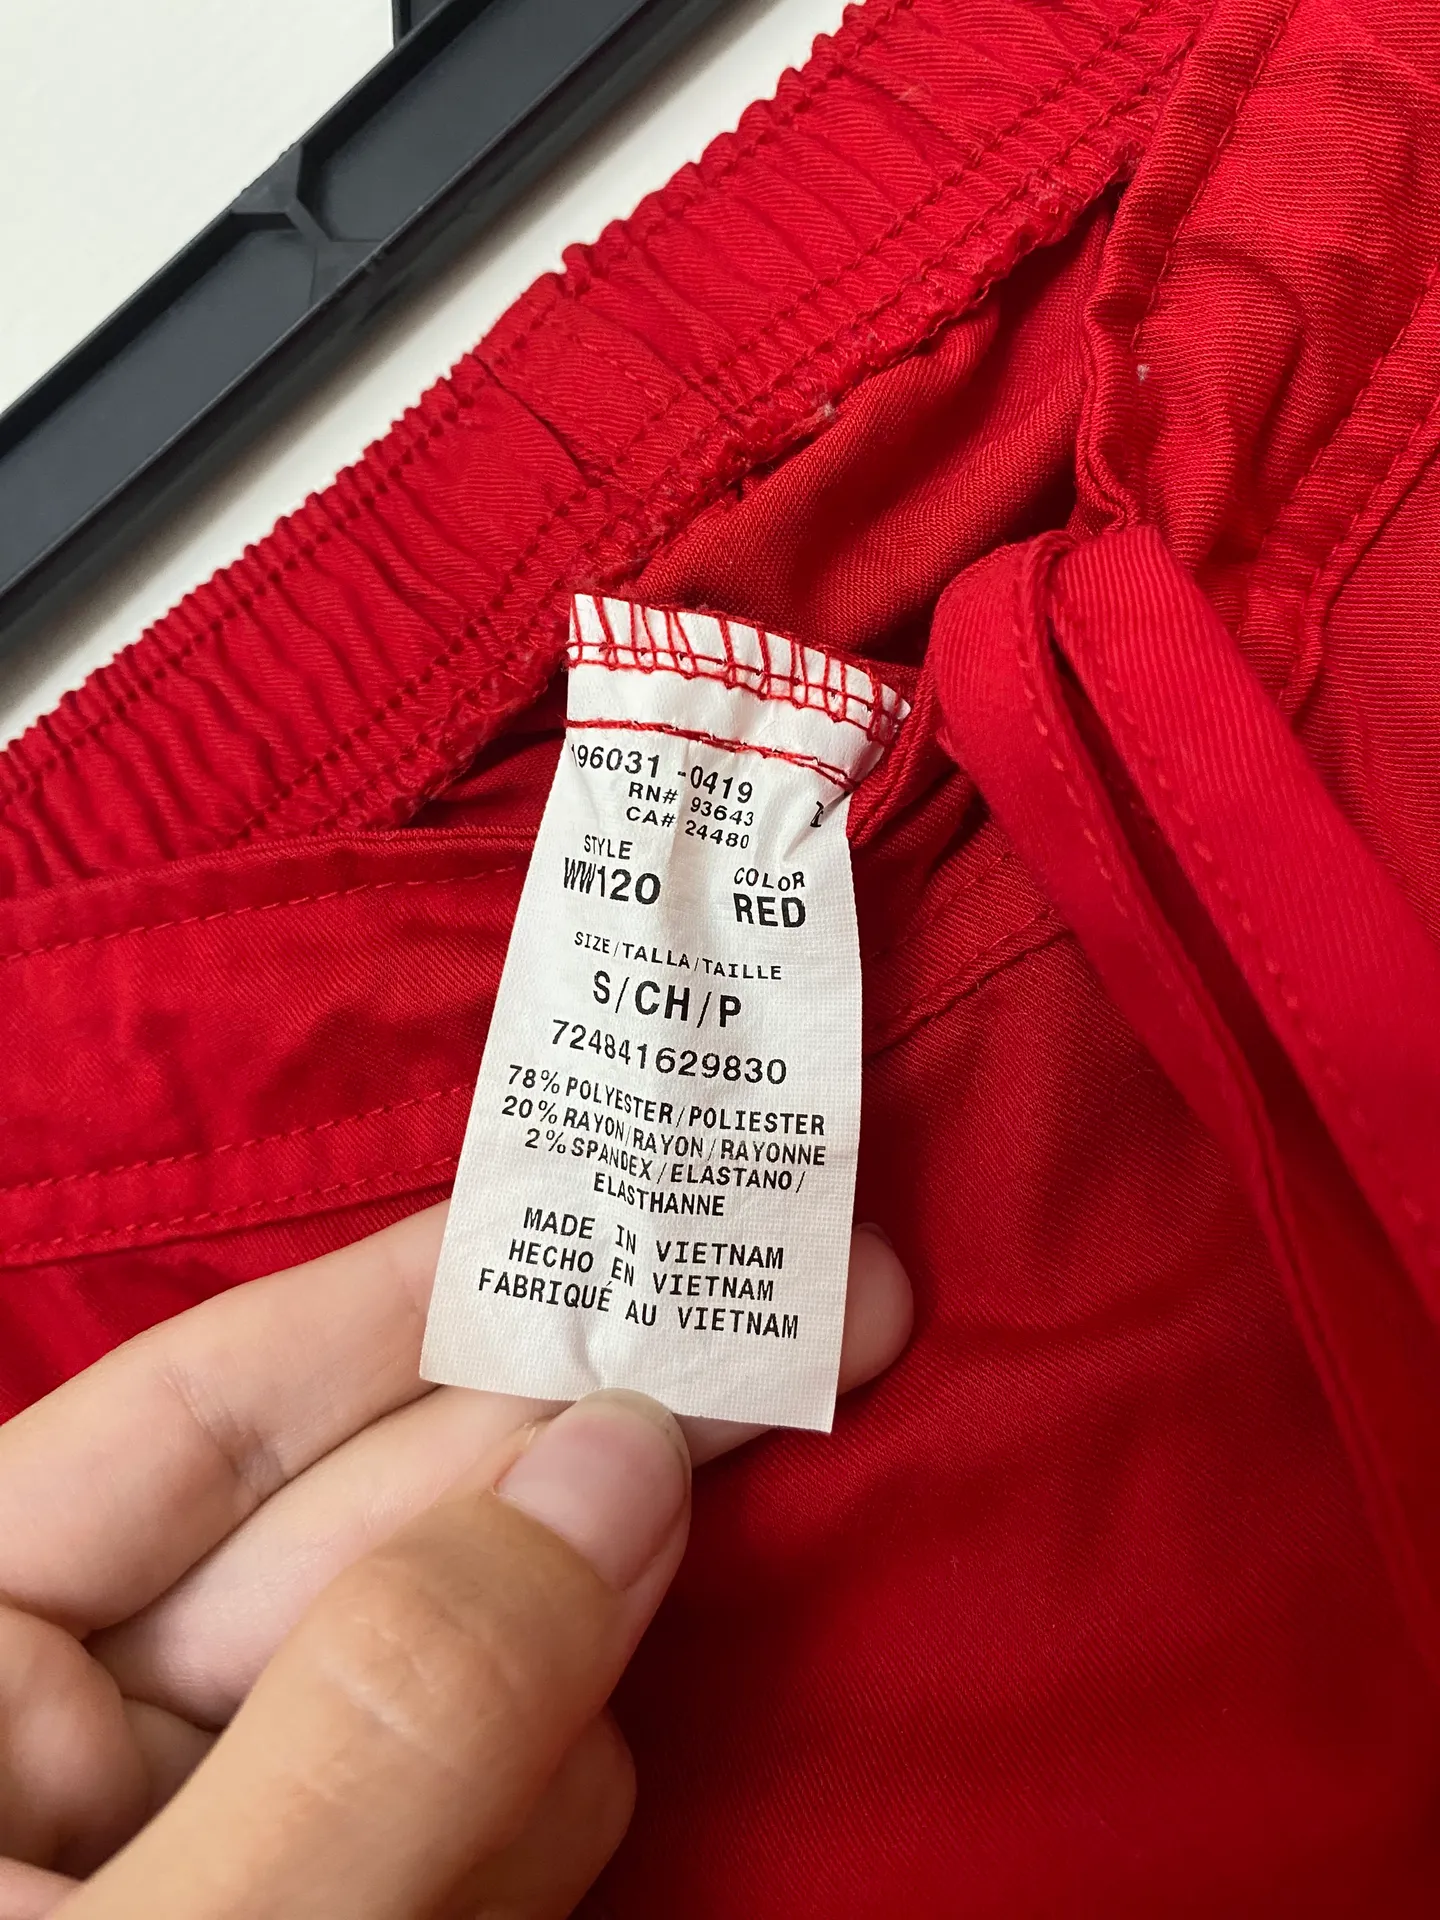 196031 -0419
RN# 93643
CA# 24480
STYLE COLOR
WW120 RED
SIZE/TALLA/TAILLE
S/CH/P
724841629830
78% POLYESTER/POLIESTER
20% RAYON/RAYON/RAYONNE
2% SPANDEX/ELASTANO/
ELASTHANNE
MADE IN VIETNAM
HECHO EN VIETNAM
FABRIQUÉ AU VIETNAM